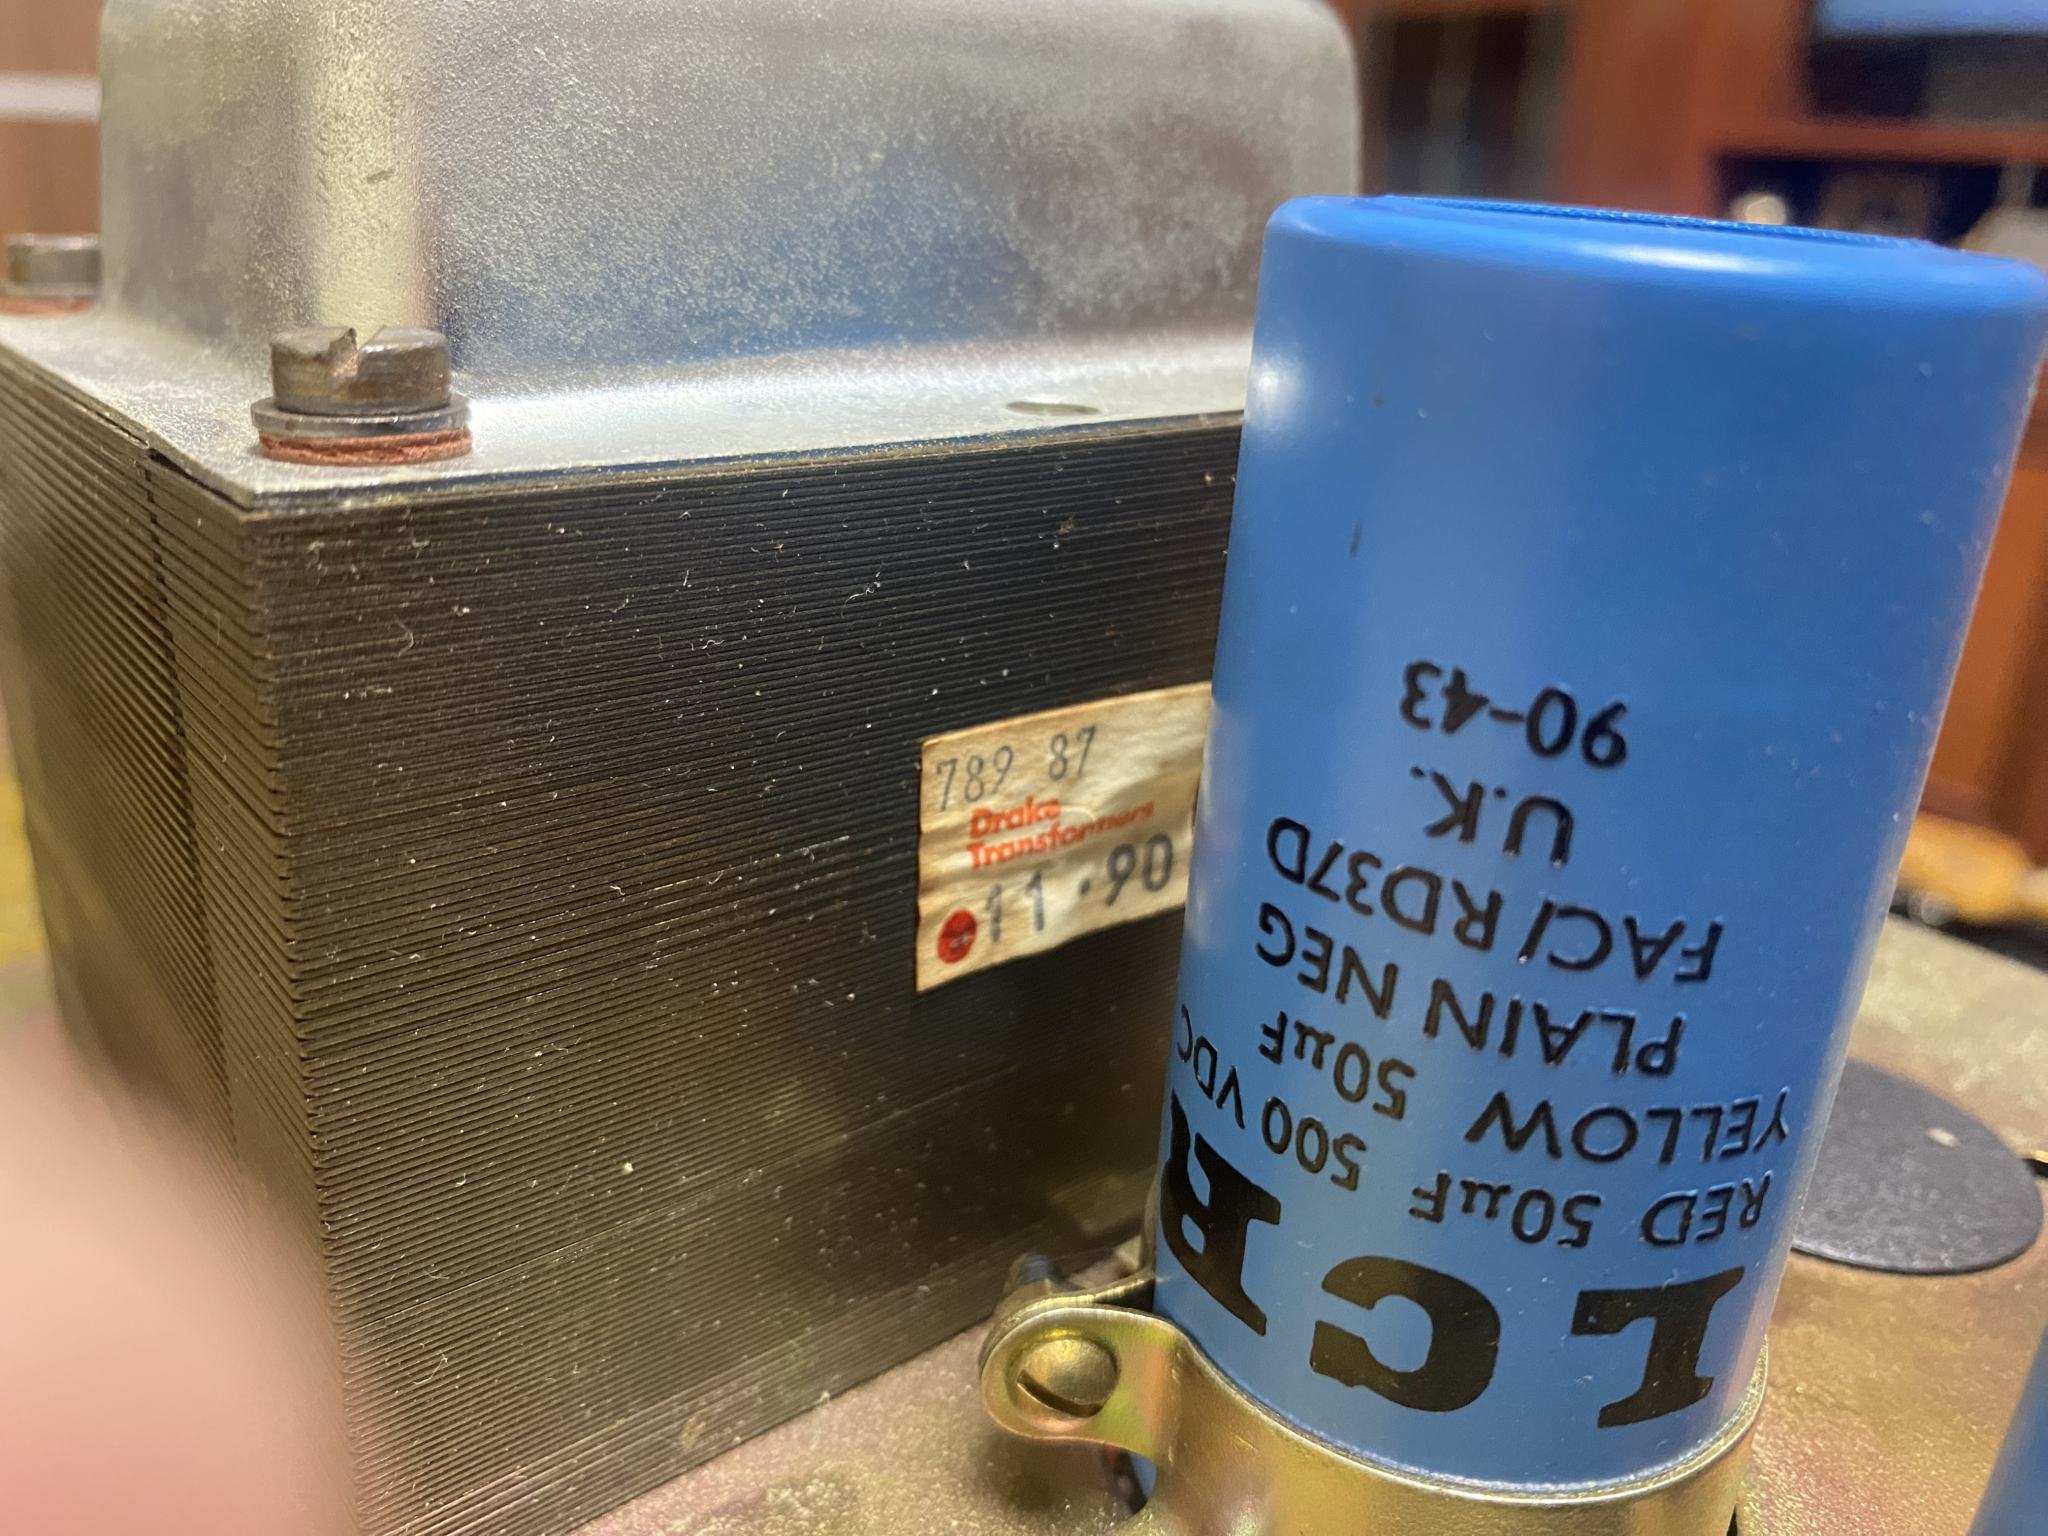 789 87
Drake
Transformers
11·90
LCR
RED 50µF 500 VDC
YELLOW 50µF
PLAIN NEG
FAC/RD37D
U.K.
90-43